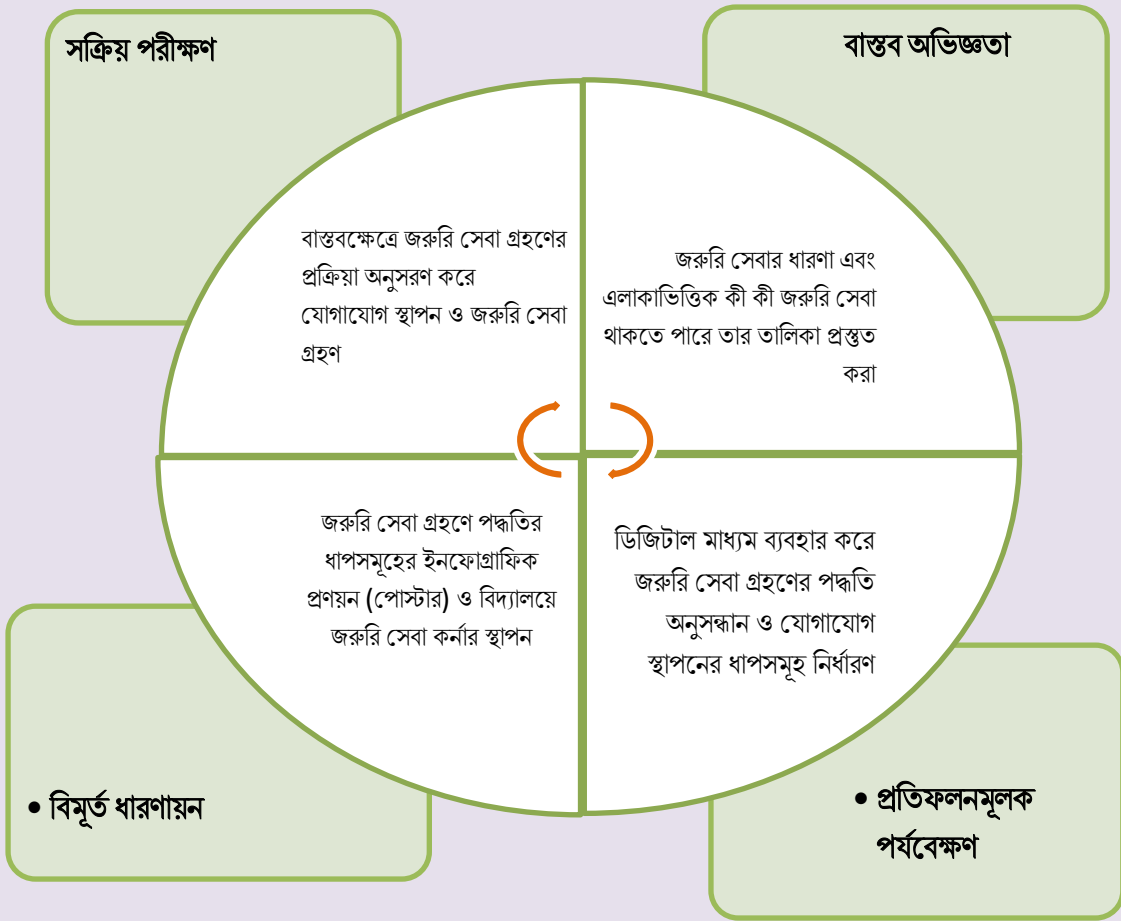 সক্রিয় পরীক্ষণ
বাস্তব অভিজ্ঞতা
বাস্তবক্ষেত্রে জরুরি সেবা গ্রহণের
প্রক্রিয়া অনুসরণ করে
যোগাযোগ স্থাপন ও জরুরি সেবা
গ্রহণ
জরুরি সেবার ধারণা এবং
এলাকাভিত্তিক কী কী জরুরি সেবা
থাকতে পারে তার তালিকা প্রস্তুত
করা
জরুরি সেবা গ্রহণে পদ্ধতির
ধাপসমূহের ইনফোগ্রাফিক
প্রণয়ন (পোস্টার) ও বিদ্যালয়ে
জরুরি সেবা কর্নার স্থাপন
ডিজিটাল মাধ্যম ব্যবহার করে
জরুরি সেবা গ্রহণের পদ্ধতি
অনুসন্ধান ও যোগাযোগ
স্থাপনের ধাপসমূহ নির্ধারণ
• বিমূর্ত ধারণায়ন
• প্রতিফলনমূলক
পর্যবেক্ষণ